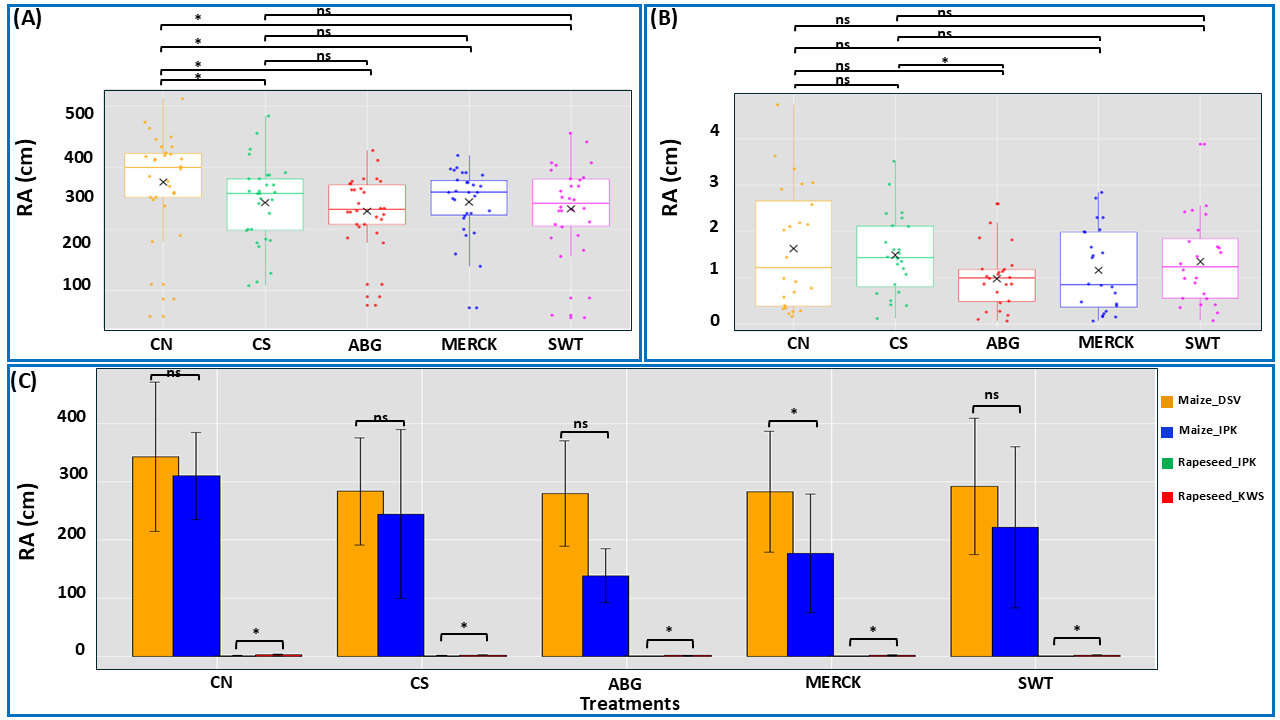 (A)
ns
*
ns
*
ns
*
*
RA (cm)
500
400
300
200
100
CN CS ABG MERCK SWT
(B)
ns
ns
ns
ns
*
ns
ns
RA (cm)
4
3
2
1
0
CN CS ABG MERCK SWT
(C)
ns
ns
ns
*
ns
RA (cm)
400
300
200
100
0
* * * * *
CN CS ABG MERCK SWT
Treatments
Maize_DSV
Maize_IPK
Rapeseed_IPK
Rapeseed_KWS